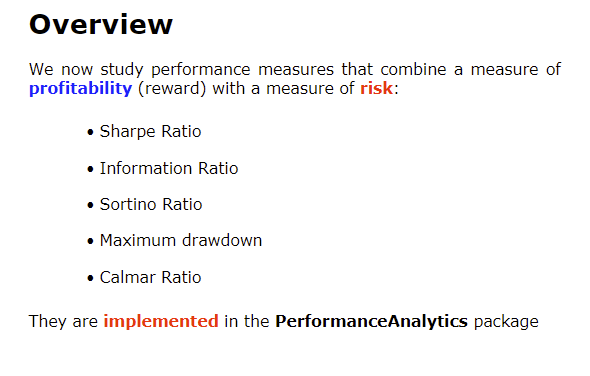 Overview
We now study performance measures that combine a measure of
profitability (reward) with a measure of risk:
• Sharpe Ratio
• Information Ratio
• Sortino Ratio
• Maximum drawdown
• Calmar Ratio
They are implemented in the PerformanceAnalytics package